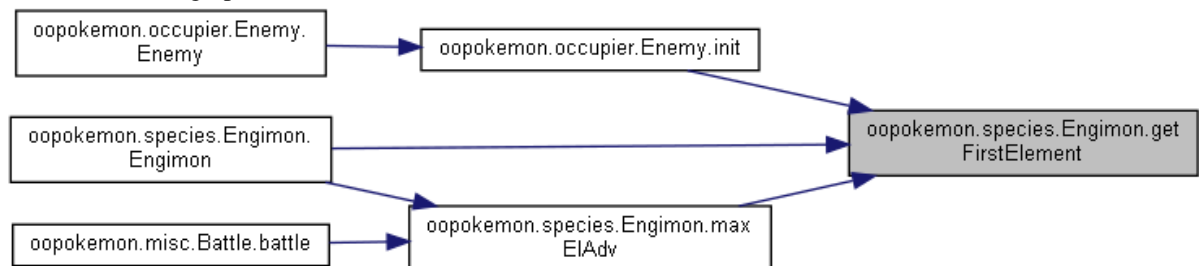 oopokemon.occupier.Enemy.
Enemy
oopokemon.occupier.Enemy.init
oopokemon.species.Engimon.get
FirstElement
oopokemon.species.Engimon.
Engimon
oopokemon.species.Engimon.max
ElAdv
oopokemon.misc.Battle.battle